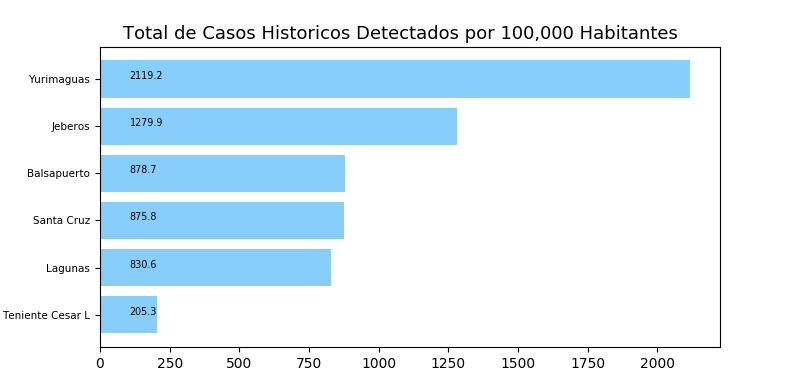 Total de Casos Historicos Detectados por 100,000 Habitantes
Yurimaguas 2119.2
Jeberos 1279.9
Balsapuerto 878.7
Santa Cruz 875.8
Lagunas 830.6
Teniente Cesar L 205.3
0 250 500 750 1000 1250 1500 1750 2000